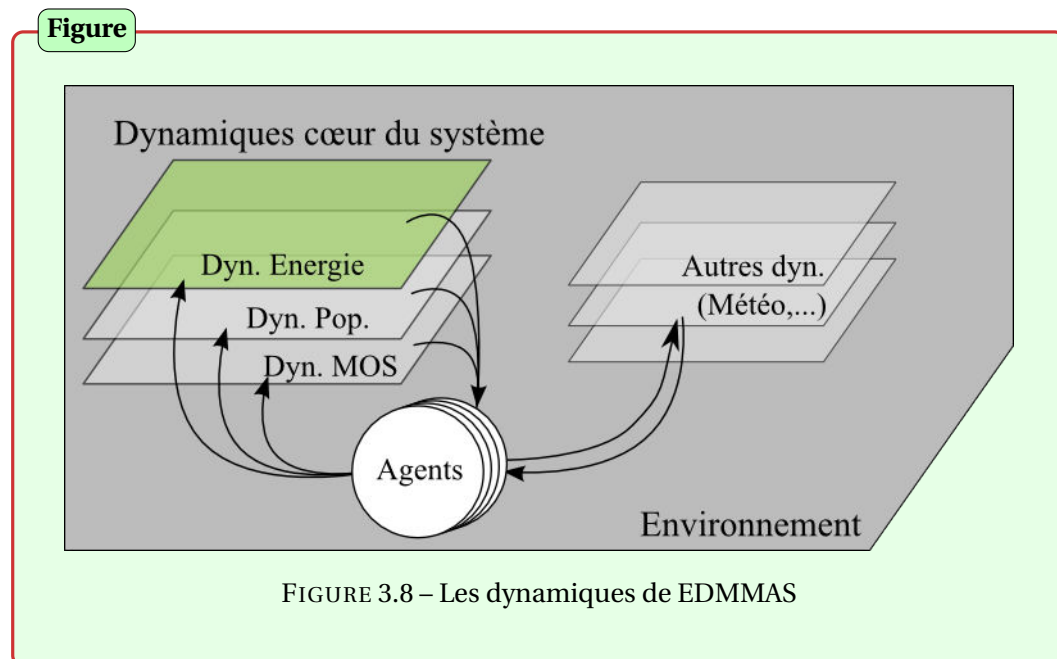 Figure
Dynamiques cœur du système
Dyn. Energie
Dyn. Pop.
Dyn. MOS
Autres dyn.
(Météo,...)
Agents
Environnement
FIGURE 3.8 – Les dynamiques de EDMMAS